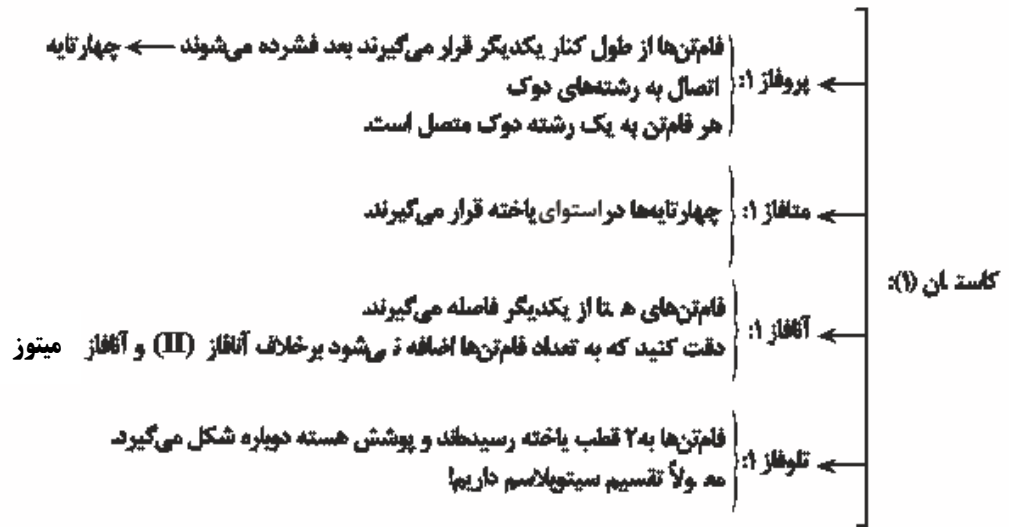 کاستمان (۱):
پروفاز ۱:
فام‌تن‌ها از طول کنار یکدیگر قرار می‌گیرند بعد فشرده می‌شوند ← چهارتایه
اتصال به رشته‌های دوک
هر فام‌تن به یک رشته دوک متصل است.
متافاز ۱:
چهارتایه‌ها در استوای یاخته قرار می‌گیرند.
آنافاز ۱:
فام‌تن‌های همتا از یکدیگر فاصله می‌گیرند.
دقت کنید که به تعداد فام‌تن‌ها اضافه نمی‌شود برخلاف آنافاز (II) و آنافاز میتوز
تلوفاز ۱:
فام‌تن‌ها به ۲ قطب یاخته رسیده‌اند و پوشش هسته دوباره شکل می‌گیرد.
معمولاً تقسیم سیتوپلاسم داریم!